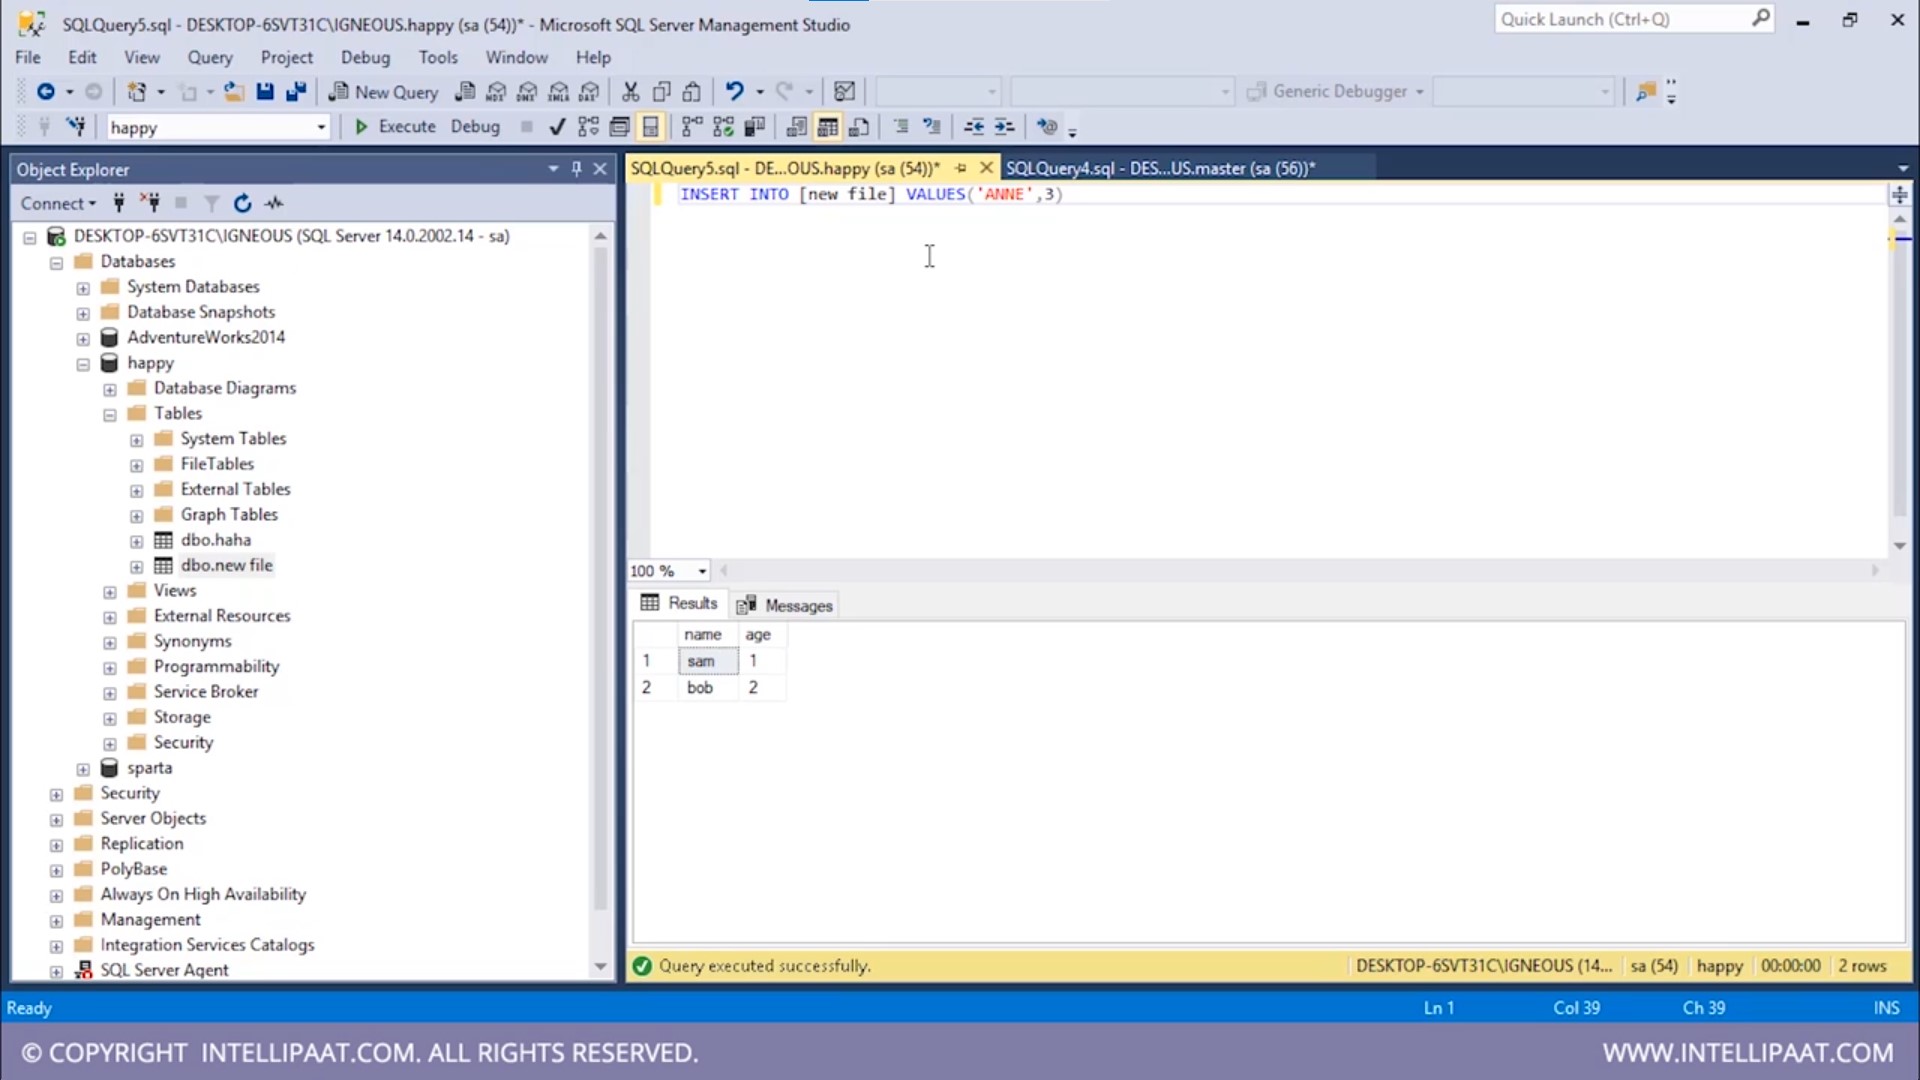 SQLQuery5.sql - DESKTOP-6SVT31C\IGNEOUS.happy (sa (54))* - Microsoft SQL Server Management Studio
Quick Launch (Ctrl+Q)
File Edit View Query Project Debug Tools Window Help
New Query MDX DMX XMLA DAX Generic Debugger
happy Execute Debug
Object Explorer
SQLQuery5.sql - DE...OUS.happy (sa (54))* SQLQuery4.sql - DES...US.master (sa (56))*
Connect
DESKTOP-6SVT31C\IGNEOUS (SQL Server 14.0.2002.14 - sa)
Databases
System Databases
Database Snapshots
AdventureWorks2014
happy
Database Diagrams
Tables
System Tables
FileTables
External Tables
Graph Tables
dbo.haha
dbo.new file
Views
External Resources
Synonyms
Programmability
Service Broker
Storage
Security
sparta
Security
Server Objects
Replication
PolyBase
Always On High Availability
Management
Integration Services Catalogs
SQL Server Agent
INSERT INTO [new file] VALUES('ANNE',3)
100 %
Results Messages
name age
1 sam 1
2 bob 2
Query executed successfully. DESKTOP-6SVT31C\IGNEOUS (14... sa (54) happy 00:00:00 2 rows
Ready Ln 1 Col 39 Ch 39 INS
© COPYRIGHT INTELLIPAAT.COM. ALL RIGHTS RESERVED. WWW.INTELLIPAAT.COM